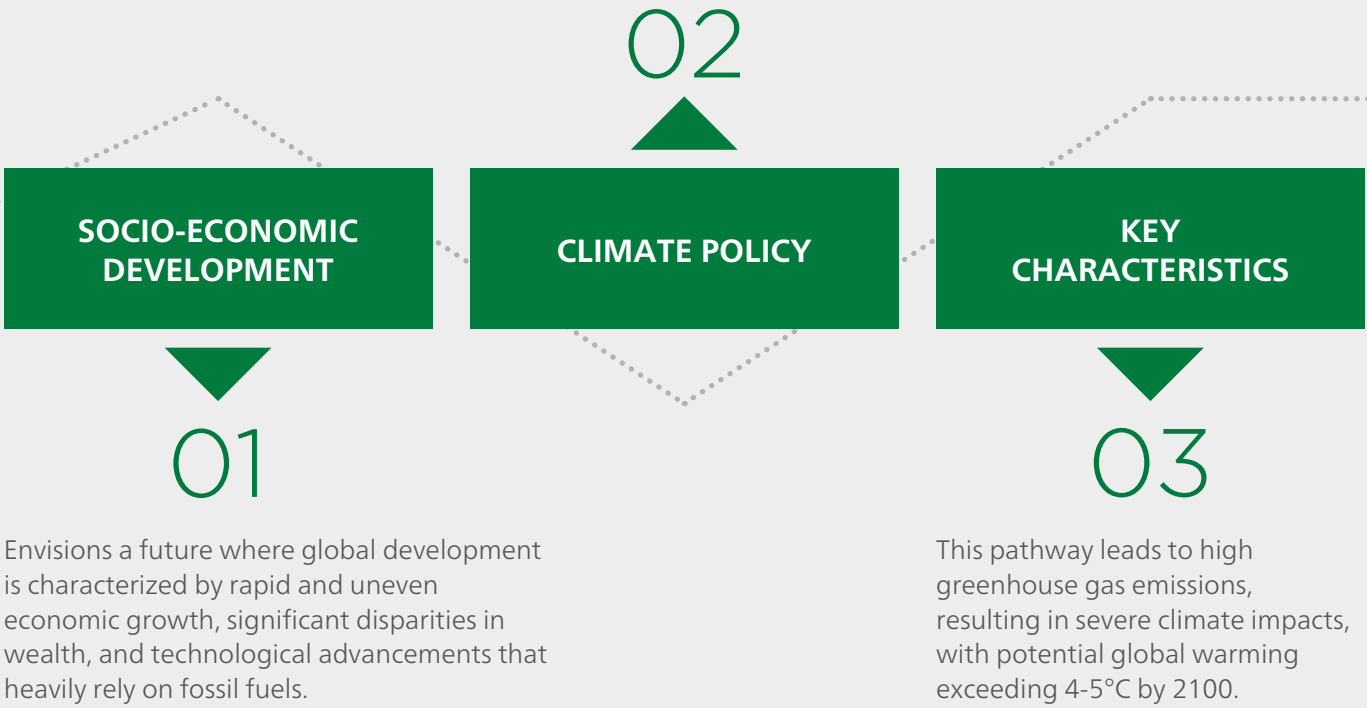 02
SOCIO-ECONOMIC
DEVELOPMENT
CLIMATE POLICY
KEY
CHARACTERISTICS
01
Envisions a future where global development
is characterized by rapid and uneven
economic growth, significant disparities in
wealth, and technological advancements that
heavily rely on fossil fuels.
03
This pathway leads to high
greenhouse gas emissions,
resulting in severe climate impacts,
with potential global warming
exceeding 4-5°C by 2100.